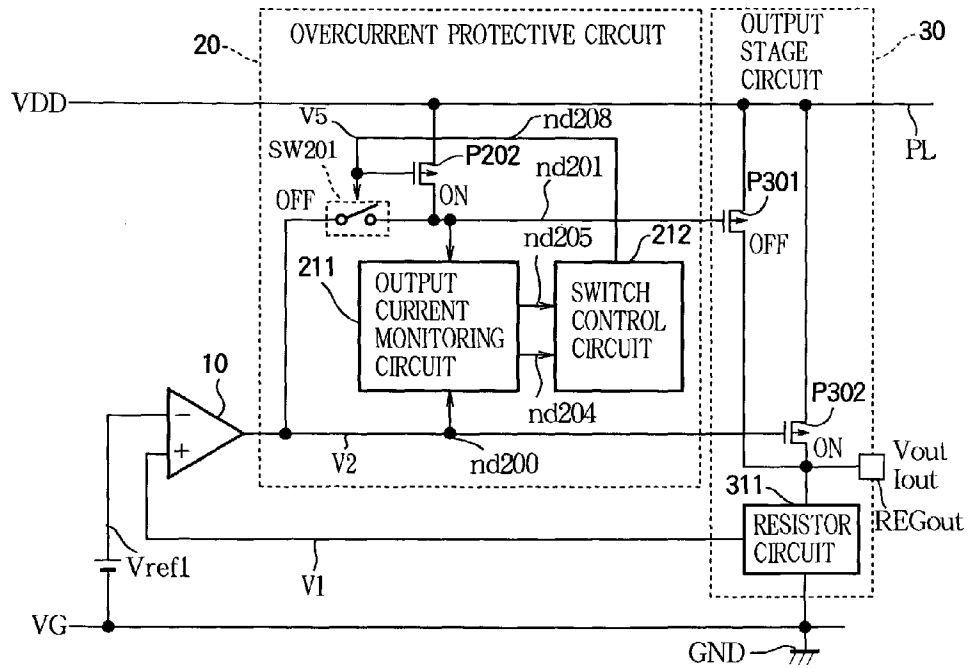 20
OVERCURRENT PROTECTIVE CIRCUIT
OUTPUT
STAGE
CIRCUIT
30
VDD
V5
nd208
PL
SW201
P202
nd201
P301
OFF
ON
nd205
212
OFF
211
OUTPUT
CURRENT
MONITORING
CIRCUIT
SWITCH
CONTROL
CIRCUIT
10
nd204
P302
−
+
V2
nd200
ON
Vout
Iout
311
REGout
RESISTOR
CIRCUIT
Vref1
V1
VG
GND